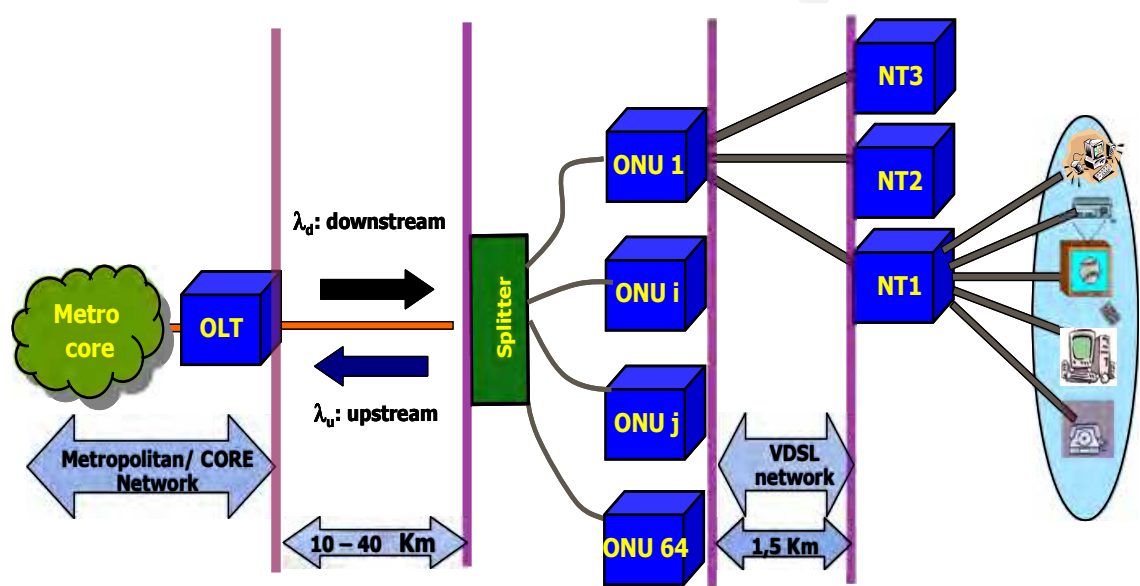 Metro
core
OLT
λd: downstream
λu: upstream
Splitter
ONU 1
ONU i
ONU j
ONU 64
NT3
NT2
NT1
Metropolitan/ CORE
Network
10 – 40 Km
VDSL
network
1,5 Km